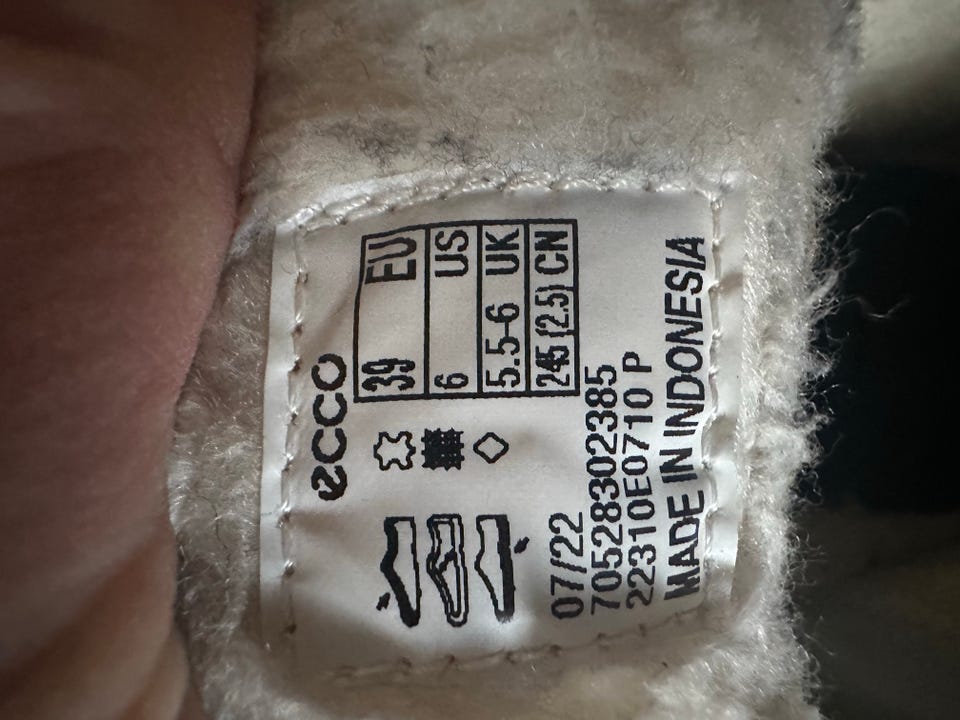 ecco
39 EU
6 US
5.5-6 UK
245 (2.5) CN
07/22
70528302385
22310E0710 P
MADE IN INDONESIA